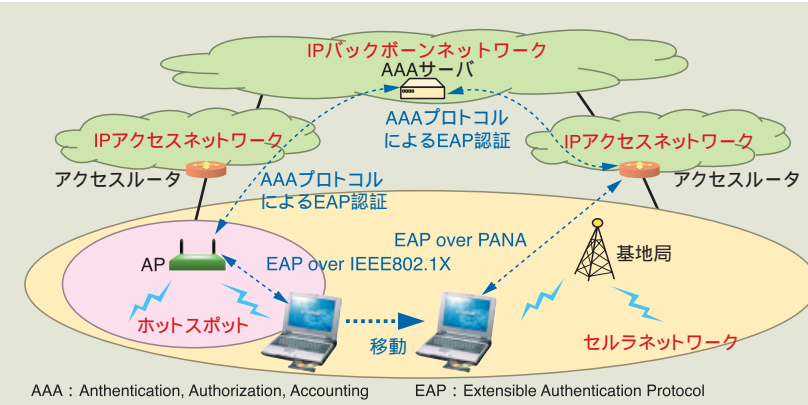 IPバックボーンネットワーク
AAAサーバ
AAAプロトコル
によるEAP認証
IPアクセスネットワーク
IPアクセスネットワーク
アクセスルータ
アクセスルータ
AAAプロトコル
によるEAP認証
EAP over PANA
AP
EAP over IEEE802.1X
基地局
ホットスポット
移動
セルラネットワーク
AAA：Anthentication, Authorization, Accounting
EAP：Extensible Authentication Protocol